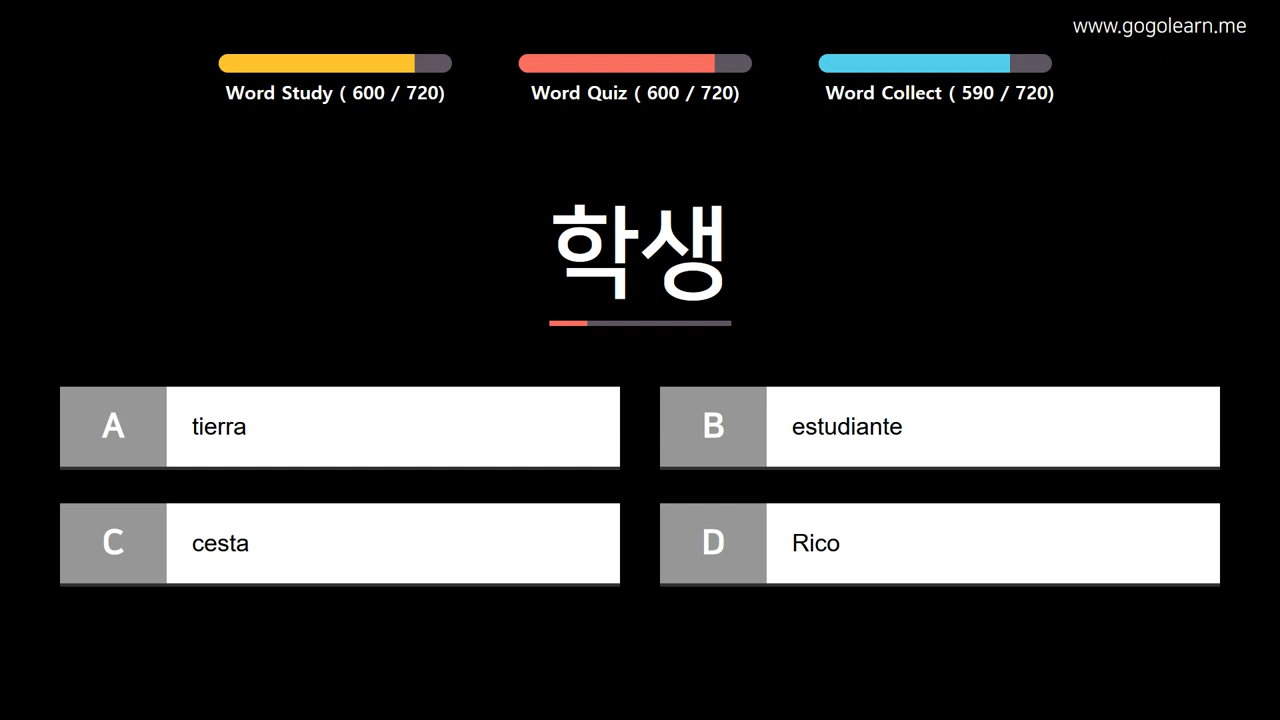 www.gogolearn.me
Word Study ( 600 / 720)
Word Quiz ( 600 / 720)
Word Collect ( 590 / 720)
학생
A tierra
B estudiante
C cesta
D Rico